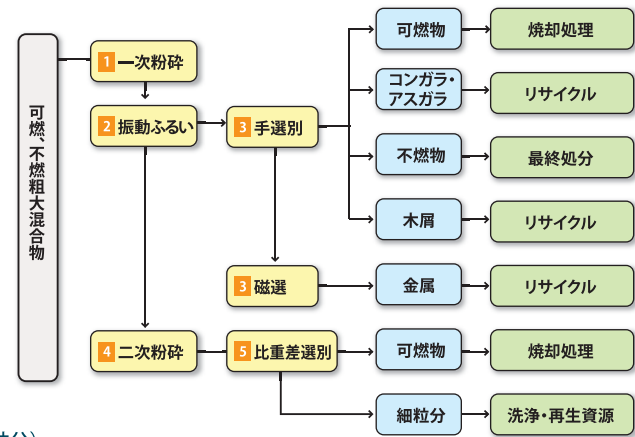 可燃、不燃粗大混合物
1 一次粉砕
2 振動ふるい
3 手選別
可燃物
焼却処理
コンガラ・
アスガラ
リサイクル
不燃物
最終処分
木屑
リサイクル
3 磁選
金属
リサイクル
4 二次粉砕
5 比重差選別
可燃物
焼却処理
細粒分
洗浄・再生資源